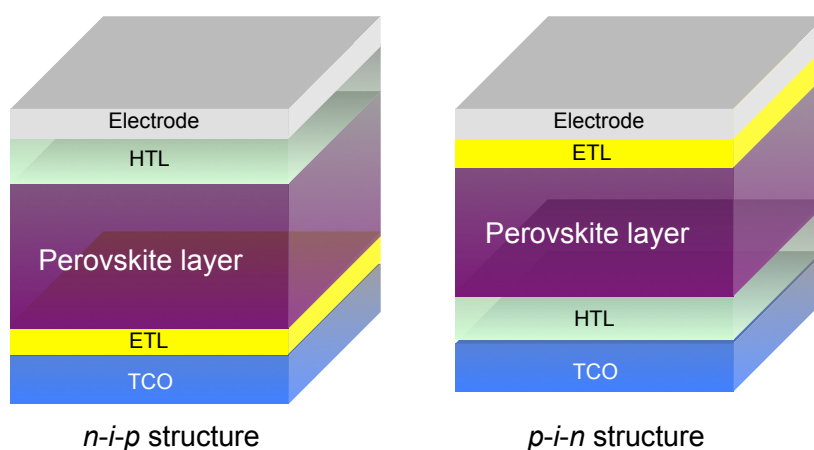 Electrode
HTL
Perovskite layer
ETL
TCO
n-i-p structure
Electrode
ETL
Perovskite layer
HTL
TCO
p-i-n structure